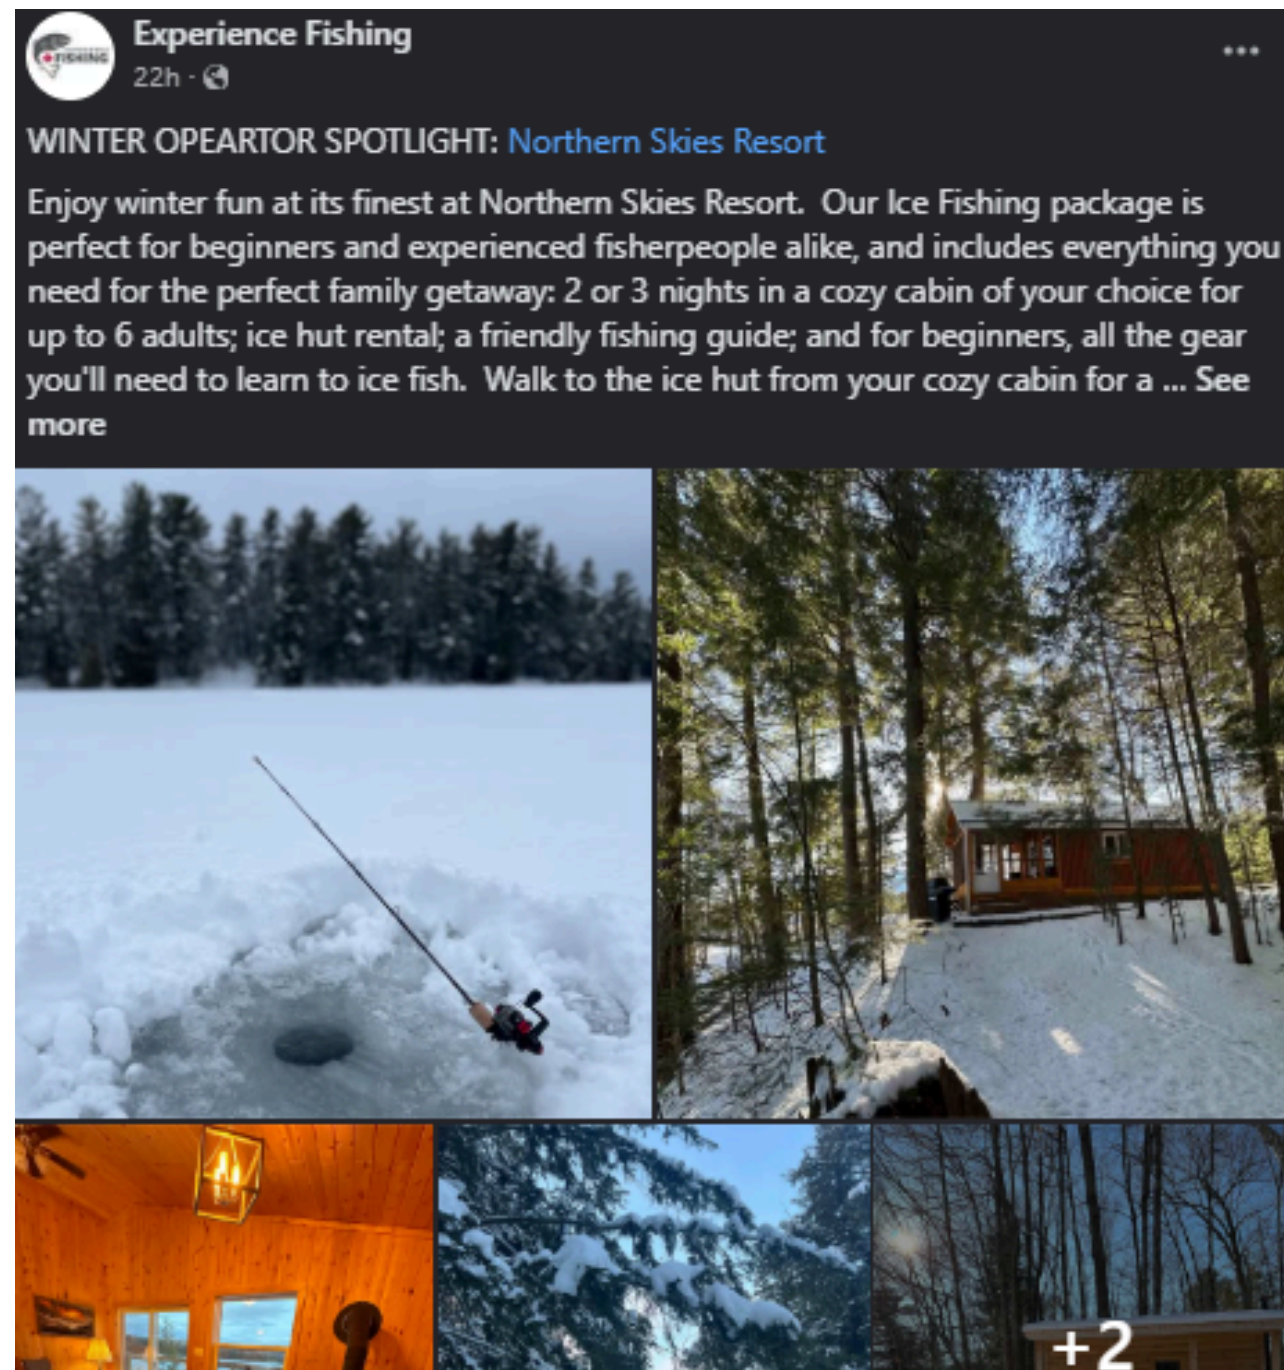 FISHING
Experience Fishing
22h ·
WINTER OPEARTOR SPOTLIGHT: Northern Skies Resort
Enjoy winter fun at its finest at Northern Skies Resort.  Our Ice Fishing package is
perfect for beginners and experienced fisherpeople alike, and includes everything you
need for the perfect family getaway: 2 or 3 nights in a cozy cabin of your choice for
up to 6 adults; ice hut rental; a friendly fishing guide; and for beginners, all the gear
you'll need to learn to ice fish.  Walk to the ice hut from your cozy cabin for a ... See
more
+2